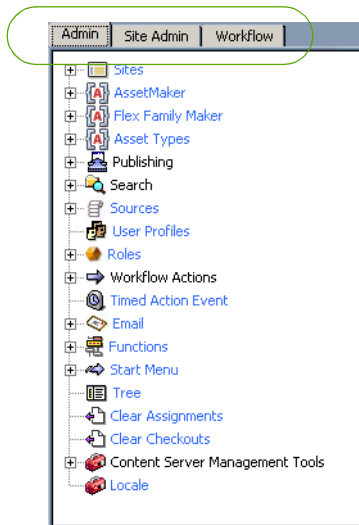 Admin Site Admin Workflow
Sites
AssetMaker
Flex Family Maker
Asset Types
Publishing
Search
Sources
User Profiles
Roles
Workflow Actions
Timed Action Event
Email
Functions
Start Menu
Tree
Clear Assignments
Clear Checkouts
Content Server Management Tools
Locale